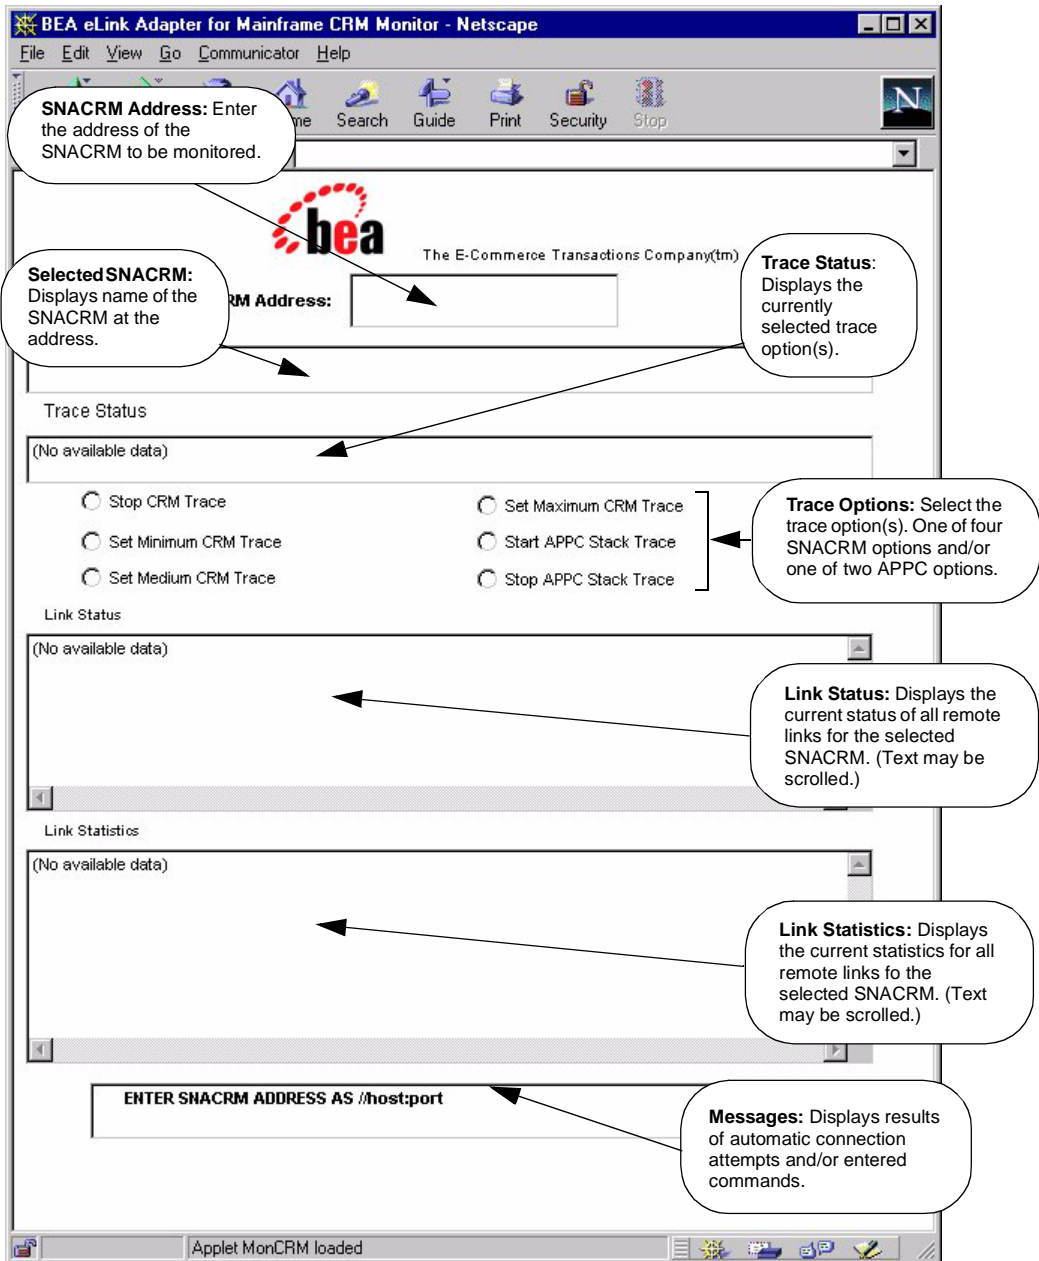 BEA eLink Adapter for Mainframe CRM Monitor - Netscape
File Edit View Go Communicator Help
SNACRM Address: Enter
the address of the
SNACRM to be monitored.
me Search Guide Print Security Stop
N
bea
The E-Commerce Transactions Company(tm)
Selected SNACRM:
Displays name of the
SNACRM at the
address.
RM Address:
Trace Status:
Displays the
currently
selected trace
option(s).
Trace Status
(No available data)
Stop CRM Trace
Set Maximum CRM Trace
Set Minimum CRM Trace
Start APPC Stack Trace
Set Medium CRM Trace
Stop APPC Stack Trace
Trace Options: Select the
trace option(s). One of four
SNACRM options and/or
one of two APPC options.
Link Status
(No available data)
Link Status: Displays the
current status of all remote
links for the selected
SNACRM. (Text may be
scrolled.)
Link Statistics
(No available data)
Link Statistics: Displays
the current statistics for all
remote links fo the
selected SNACRM. (Text
may be scrolled.)
ENTER SNACRM ADDRESS AS //host:port
Messages: Displays results
of automatic connection
attempts and/or entered
commands.
Applet MonCRM loaded